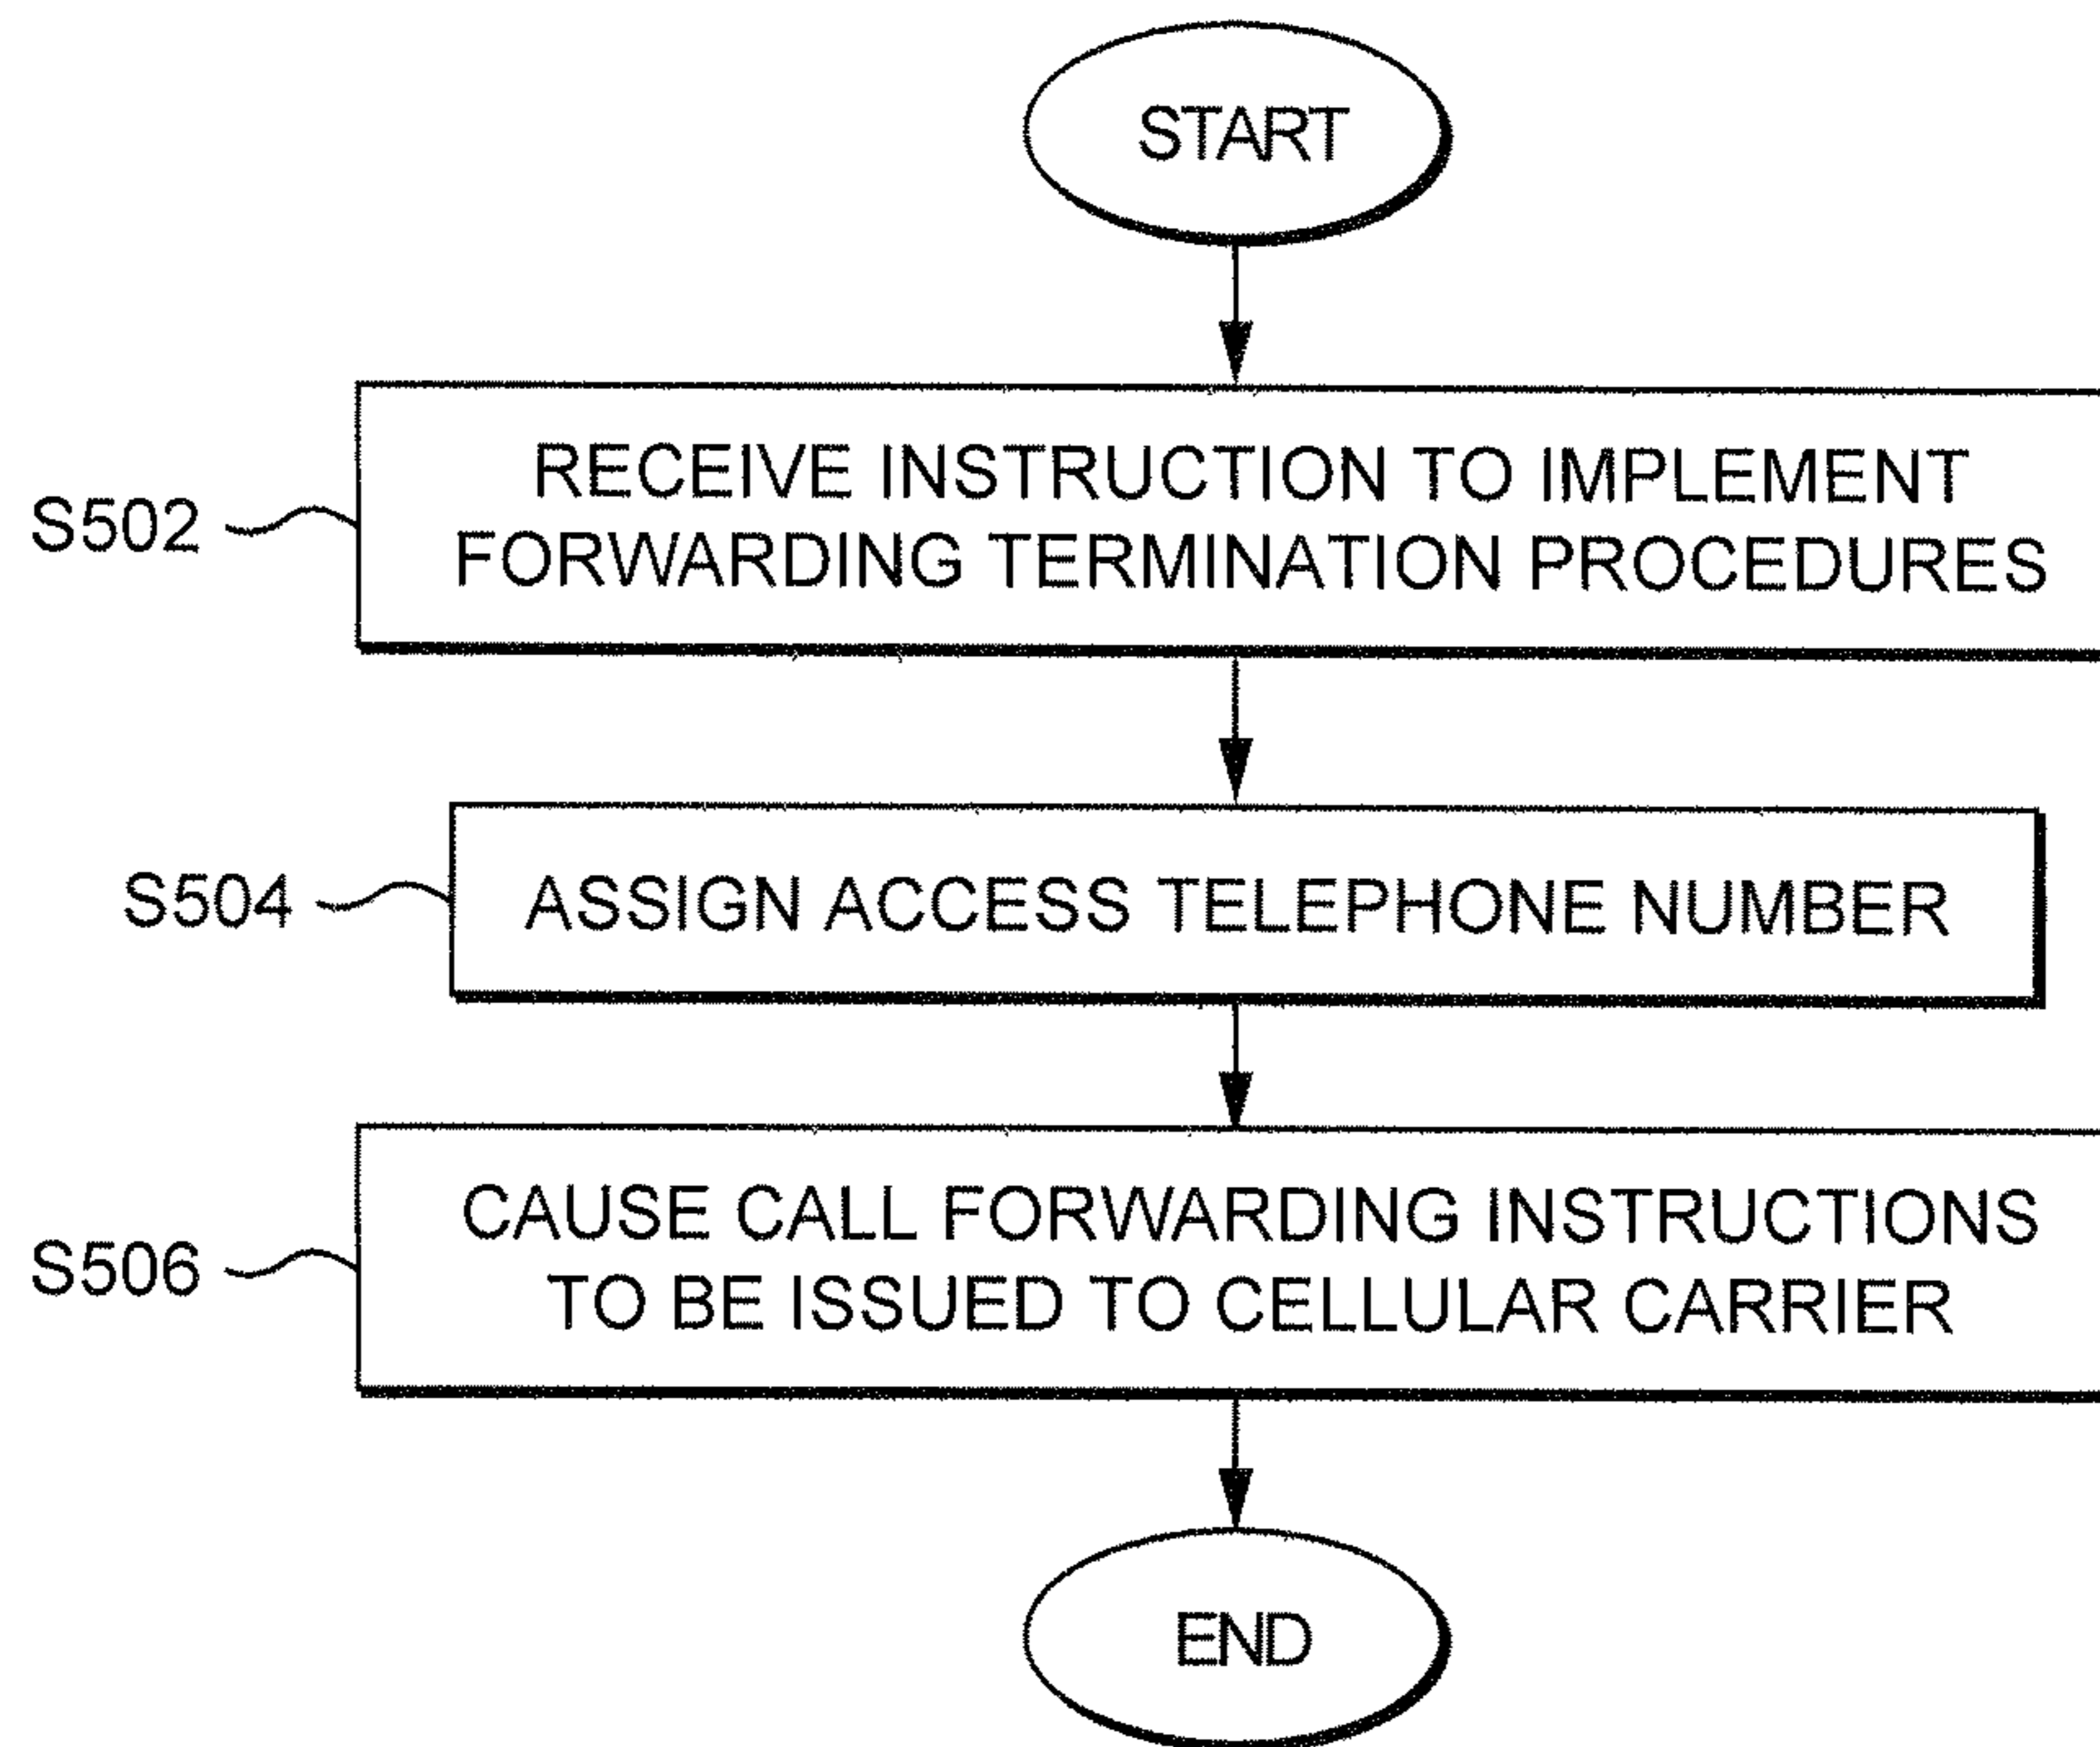 START
S502
RECEIVE INSTRUCTION TO IMPLEMENT
FORWARDING TERMINATION PROCEDURES
S504
ASSIGN ACCESS TELEPHONE NUMBER
S506
CAUSE CALL FORWARDING INSTRUCTIONS
TO BE ISSUED TO CELLULAR CARRIER
END